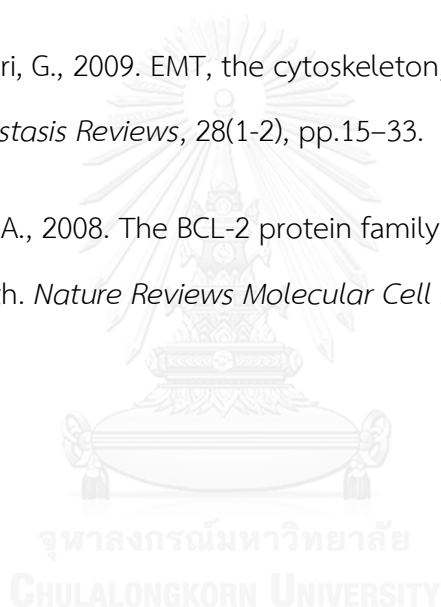 ri, G., 2009. EMT, the cytoskeleton,
stasis Reviews, 28(1-2), pp.15–33.
A., 2008. The BCL-2 protein family
h. Nature Reviews Molecular Cell
จุฬาลงกรณ์มหาวิทยาลัย
CHULALONGKORN UNIVERSITY